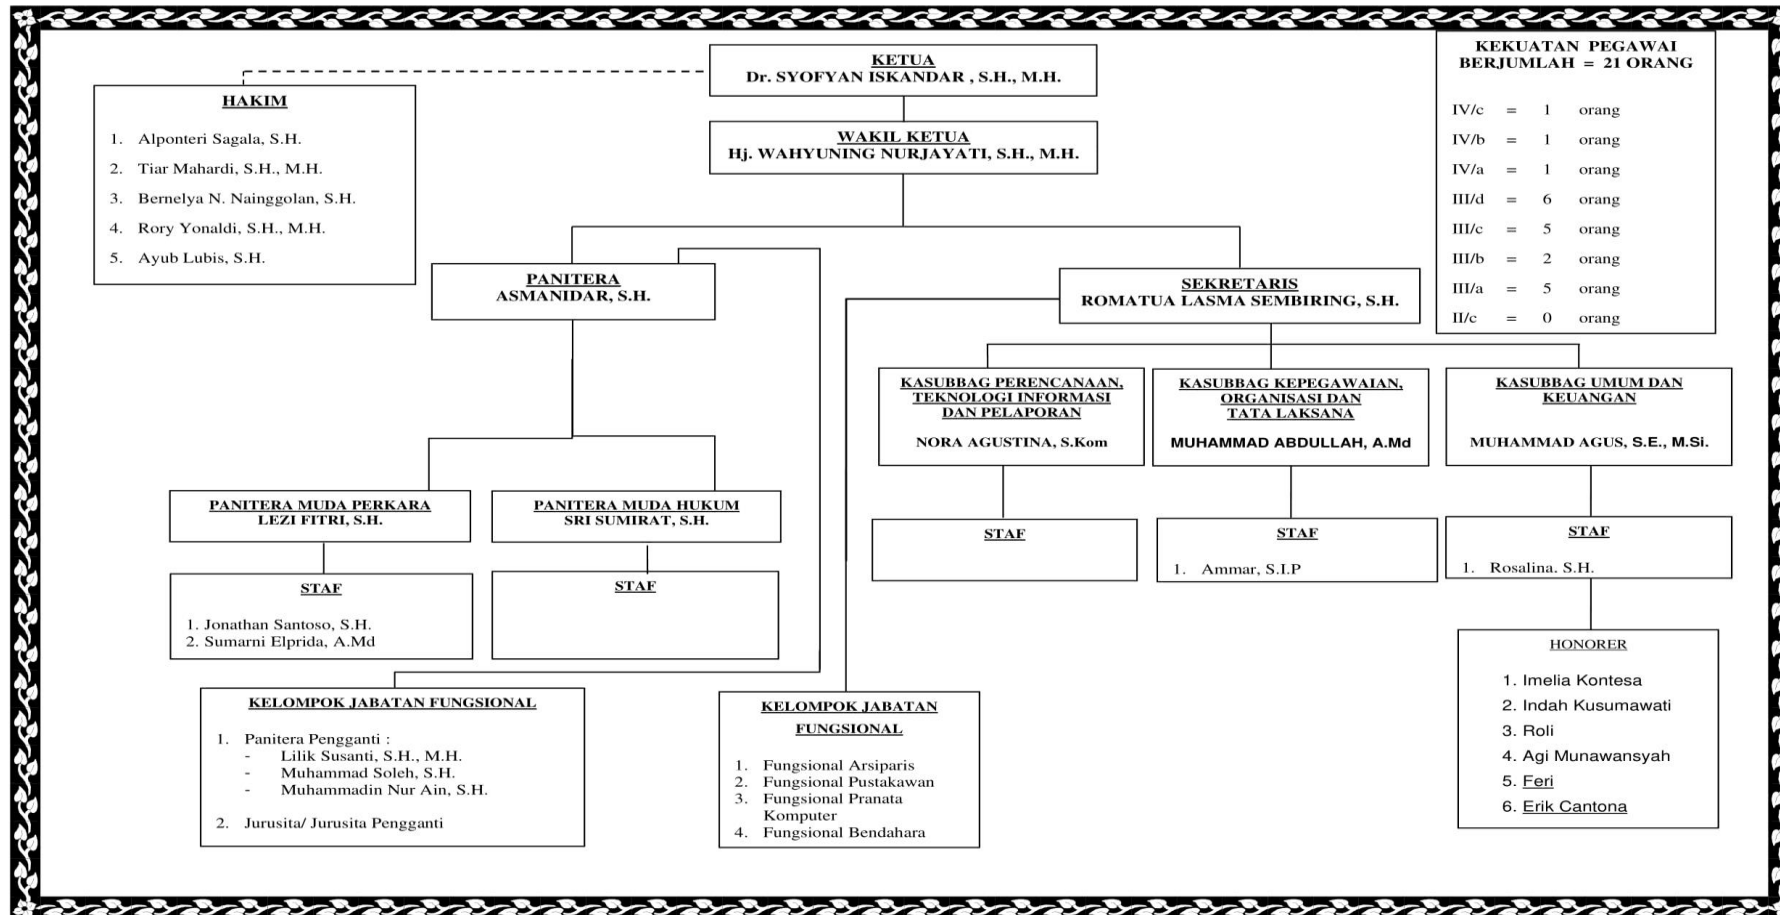 KETUA
Dr. SYOFYAN ISKANDAR , S.H., M.H.
WAKIL KETUA
Hj. WAHYUNING NURJAYATI, S.H., M.H.
KEKUATAN PEGAWAI
BERJUMLAH = 21 ORANG
IV/c = 1 orang
IV/b = 1 orang
IV/a = 1 orang
III/d = 6 orang
III/c = 5 orang
III/b = 2 orang
III/a = 5 orang
II/c = 0 orang
HAKIM
1. Alponteri Sagala, S.H.
2. Tiar Mahardi, S.H., M.H.
3. Bernelya N. Nainggolan, S.H.
4. Rory Yonaldi, S.H., M.H.
5. Ayub Lubis, S.H.
PANITERA
ASMANIDAR, S.H.
SEKRETARIS
ROMATUA LASMA SEMBIRING, S.H.
KASUBBAG PERENCANAAN,
TEKNOLOGI INFORMASI
DAN PELAPORAN
NORA AGUSTINA, S.Kom
KASUBBAG KEPEGAWAIAN,
ORGANISASI DAN
TATA LAKSANA
MUHAMMAD ABDULLAH, A.Md
KASUBBAG UMUM DAN
KEUANGAN
MUHAMMAD AGUS, S.E., M.Si.
PANITERA MUDA PERKARA
LEZI FITRI, S.H.
PANITERA MUDA HUKUM
SRI SUMIRAT, S.H.
STAF
STAF
1. Ammar, S.I.P
STAF
1. Rosalina. S.H.
STAF
1. Jonathan Santoso, S.H.
2. Sumarni Elprida, A.Md
STAF
HONORER
1. Imelia Kontesa
2. Indah Kusumawati
3. Roli
4. Agi Munawansyah
5. Feri
6. Erik Cantona
KELOMPOK JABATAN FUNGSIONAL
1. Panitera Pengganti :
- Lilik Susanti, S.H., M.H.
- Muhammad Soleh, S.H.
- Muhammadin Nur Ain, S.H.
2. Jurusita/ Jurusita Pengganti
KELOMPOK JABATAN
FUNGSIONAL
1. Fungsional Arsiparis
2. Fungsional Pustakawan
3. Fungsional Pranata
Komputer
4. Fungsional Bendahara